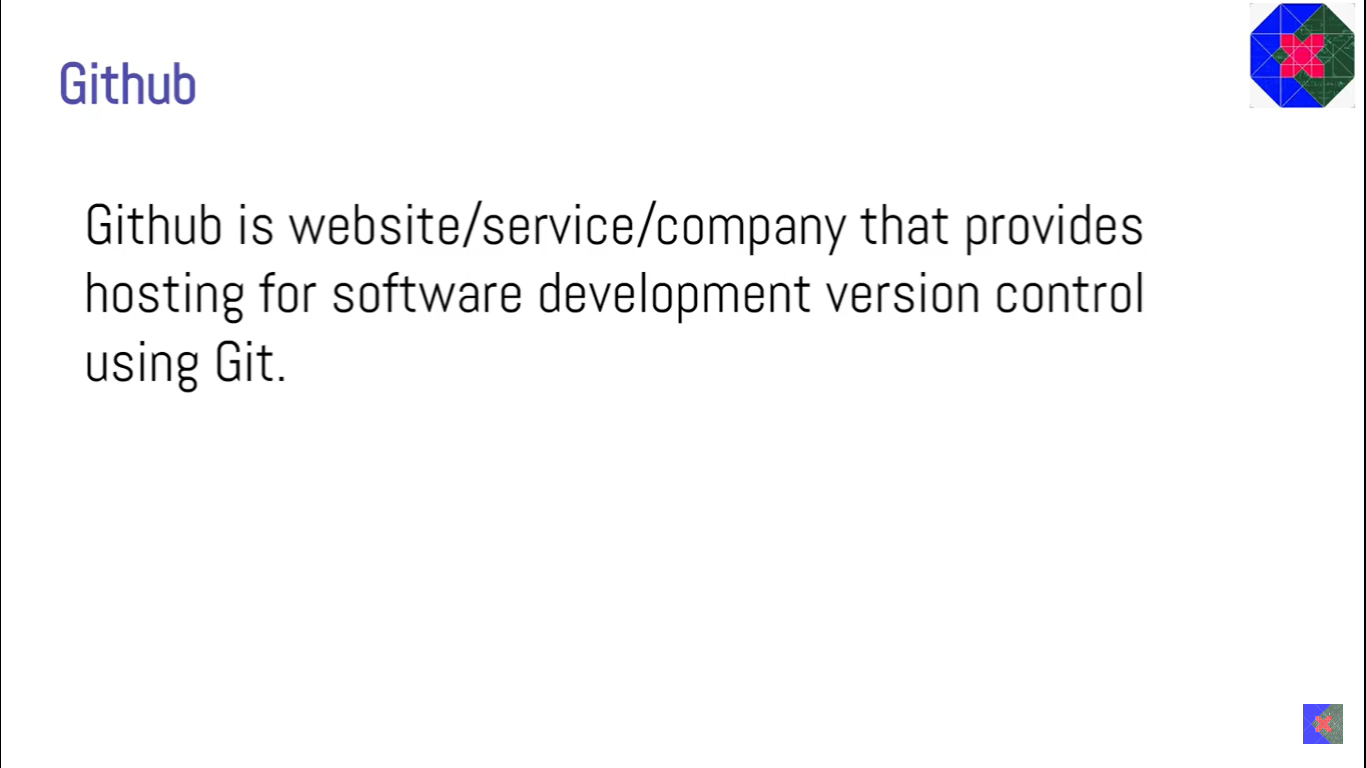 Github
Github is website/service/company that provides
hosting for software development version control
using Git.